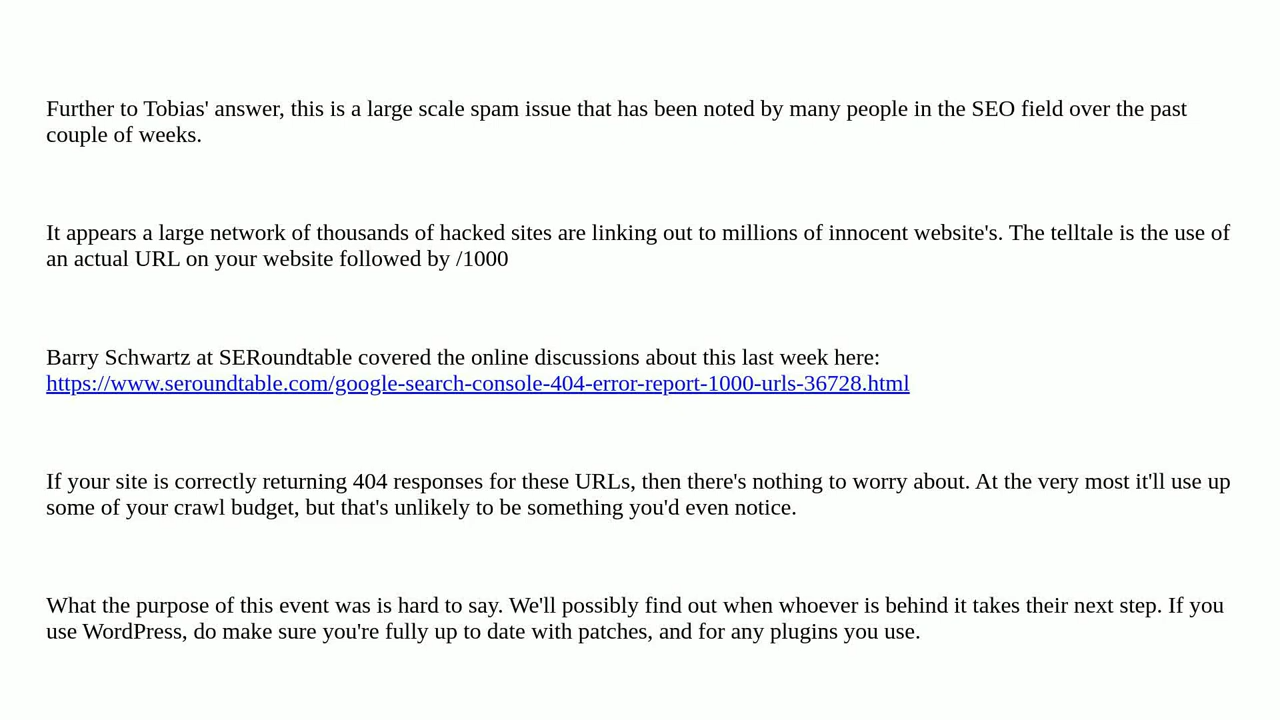 Further to Tobias' answer, this is a large scale spam issue that has been noted by many people in the SEO field over the past
couple of weeks.
It appears a large network of thousands of hacked sites are linking out to millions of innocent website's. The telltale is the use of
an actual URL on your website followed by /1000
Barry Schwartz at SERoundtable covered the online discussions about this last week here:
https://www.seroundtable.com/google-search-console-404-error-report-1000-urls-36728.html
If your site is correctly returning 404 responses for these URLs, then there's nothing to worry about. At the very most it'll use up
some of your crawl budget, but that's unlikely to be something you'd even notice.
What the purpose of this event was is hard to say. We'll possibly find out when whoever is behind it takes their next step. If you
use WordPress, do make sure you're fully up to date with patches, and for any plugins you use.